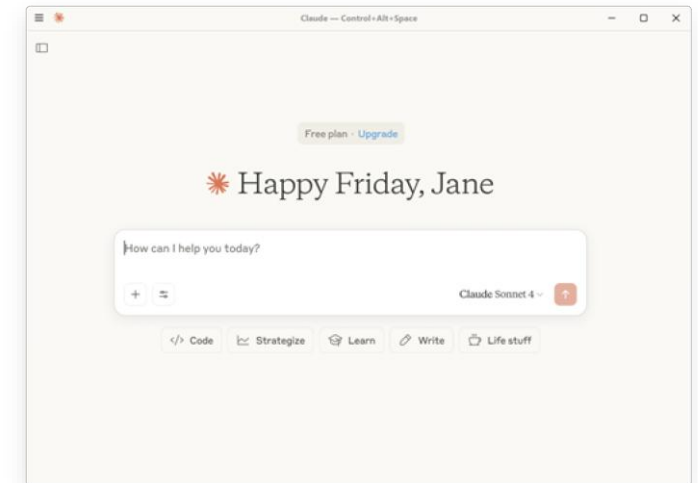 Claude — Control+Alt+Space
Free plan · Upgrade
Happy Friday, Jane
How can I help you today?
Claude Sonnet 4
Code Strategize Learn Write Life stuff